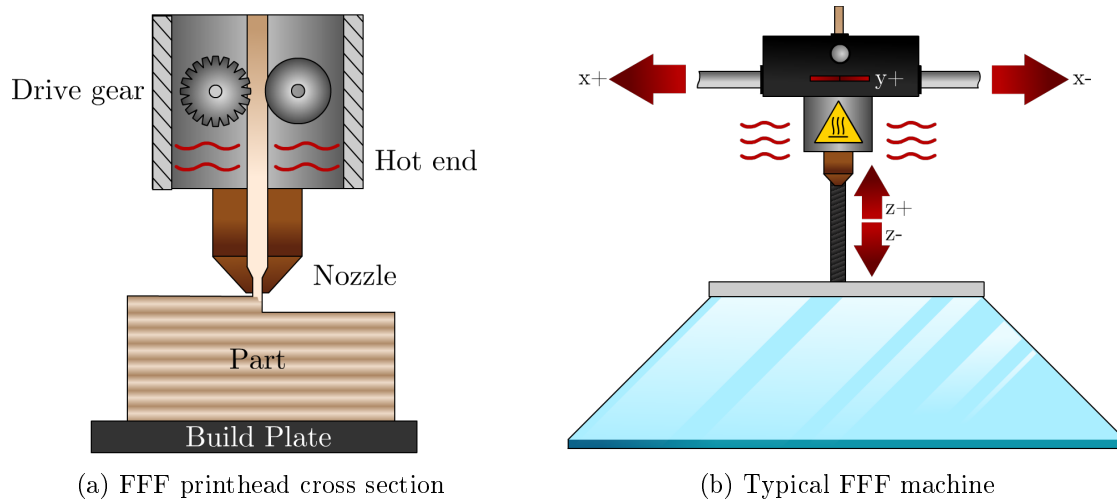 Drive gear
Hot end
Nozzle
Part
Build Plate
(a) FFF printhead cross section
x+
y+
x-
z+
z-
(b) Typical FFF machine